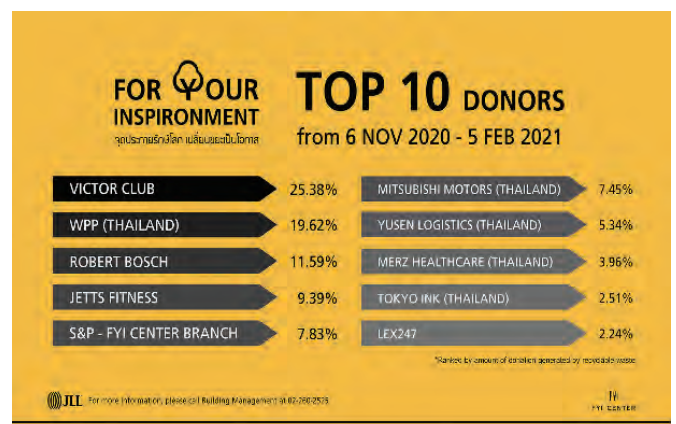 FOR YOUR
INSPIRONMENT
จุดประกายรักษ์โลก เปลี่ยนขยะเป็นโอกาส
TOP 10 DONORS
from 6 NOV 2020 - 5 FEB 2021
VICTOR CLUB 25.38%
WPP (THAILAND) 19.62%
ROBERT BOSCH 11.59%
JETTS FITNESS 9.39%
S&P - FYI CENTER BRANCH 7.83%
MITSUBISHI MOTORS (THAILAND) 7.45%
YUSEN LOGISTICS (THAILAND) 5.34%
MERZ HEALTHCARE (THAILAND) 3.96%
TOKYO INK (THAILAND) 2.51%
LEX247 2.24%
*Ranked by amount of donation generated by recyclable waste
JLL For more information, please call Building Management at
FYI CENTER